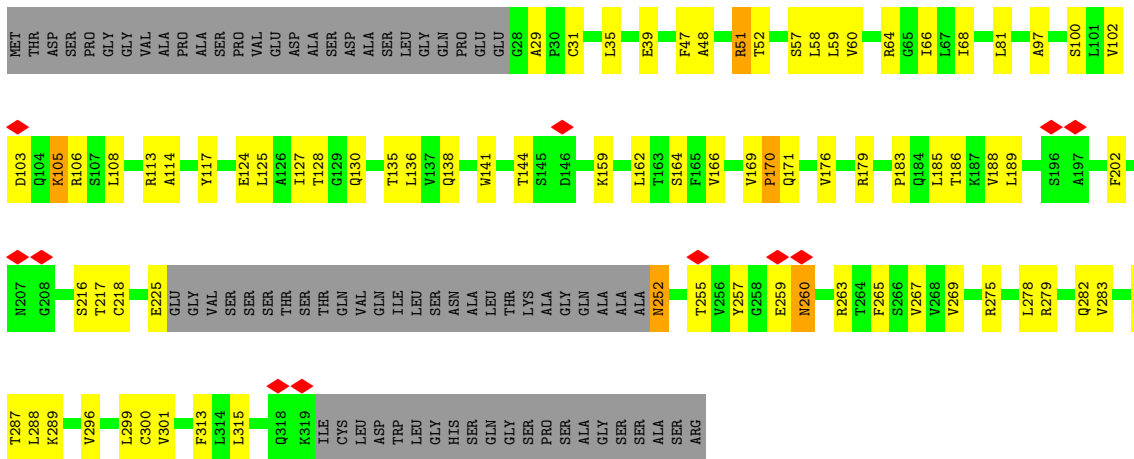 MET THR ASP SER PRO GLY GLY VAL ALA PRO ALA SER PRO VAL GLU ASP ALA SER ASP ALA SER LEU GLY GLN PRO GLU GLU G28 A29 P30 C31 L35 E39 F47 A48 R51 T52 S57 L58 L59 V60 R64 G65 I66 L67 I68 L81 A97 S100 L101 V102
D103 Q104 K105 R106 S107 L108 R113 A114 Y117 E124 L125 A126 I127 T128 G129 Q130 T135 L136 V137 Q138 W141 T144 S145 D146 K159 L162 T163 S164 F165 V166 V169 P170 Q171 V176 R179 P183 Q184 L185 T186 K187 V188 L189 S196 A197 F202
N207 G208 S216 T217 C218 E225 GLU GLY VAL SER SER SER THR SER THR GLN VAL GLN ILE LEU SER ASN ALA LEU THR LYS ALA GLY GLN ALA ALA ALA N252 T255 V256 Y257 G258 E259 N260 R263 T264 F265 S266 V267 V268 V269 R275 L278 R279 Q282 V283
T287 L288 K289 V296 L299 C300 V301 F313 L314 L315 Q318 K319 ILE CYS LEU ASP TRP LEU GLY HIS SER GLN GLY SER PRO SER ALA GLY SER SER ALA SER ARG